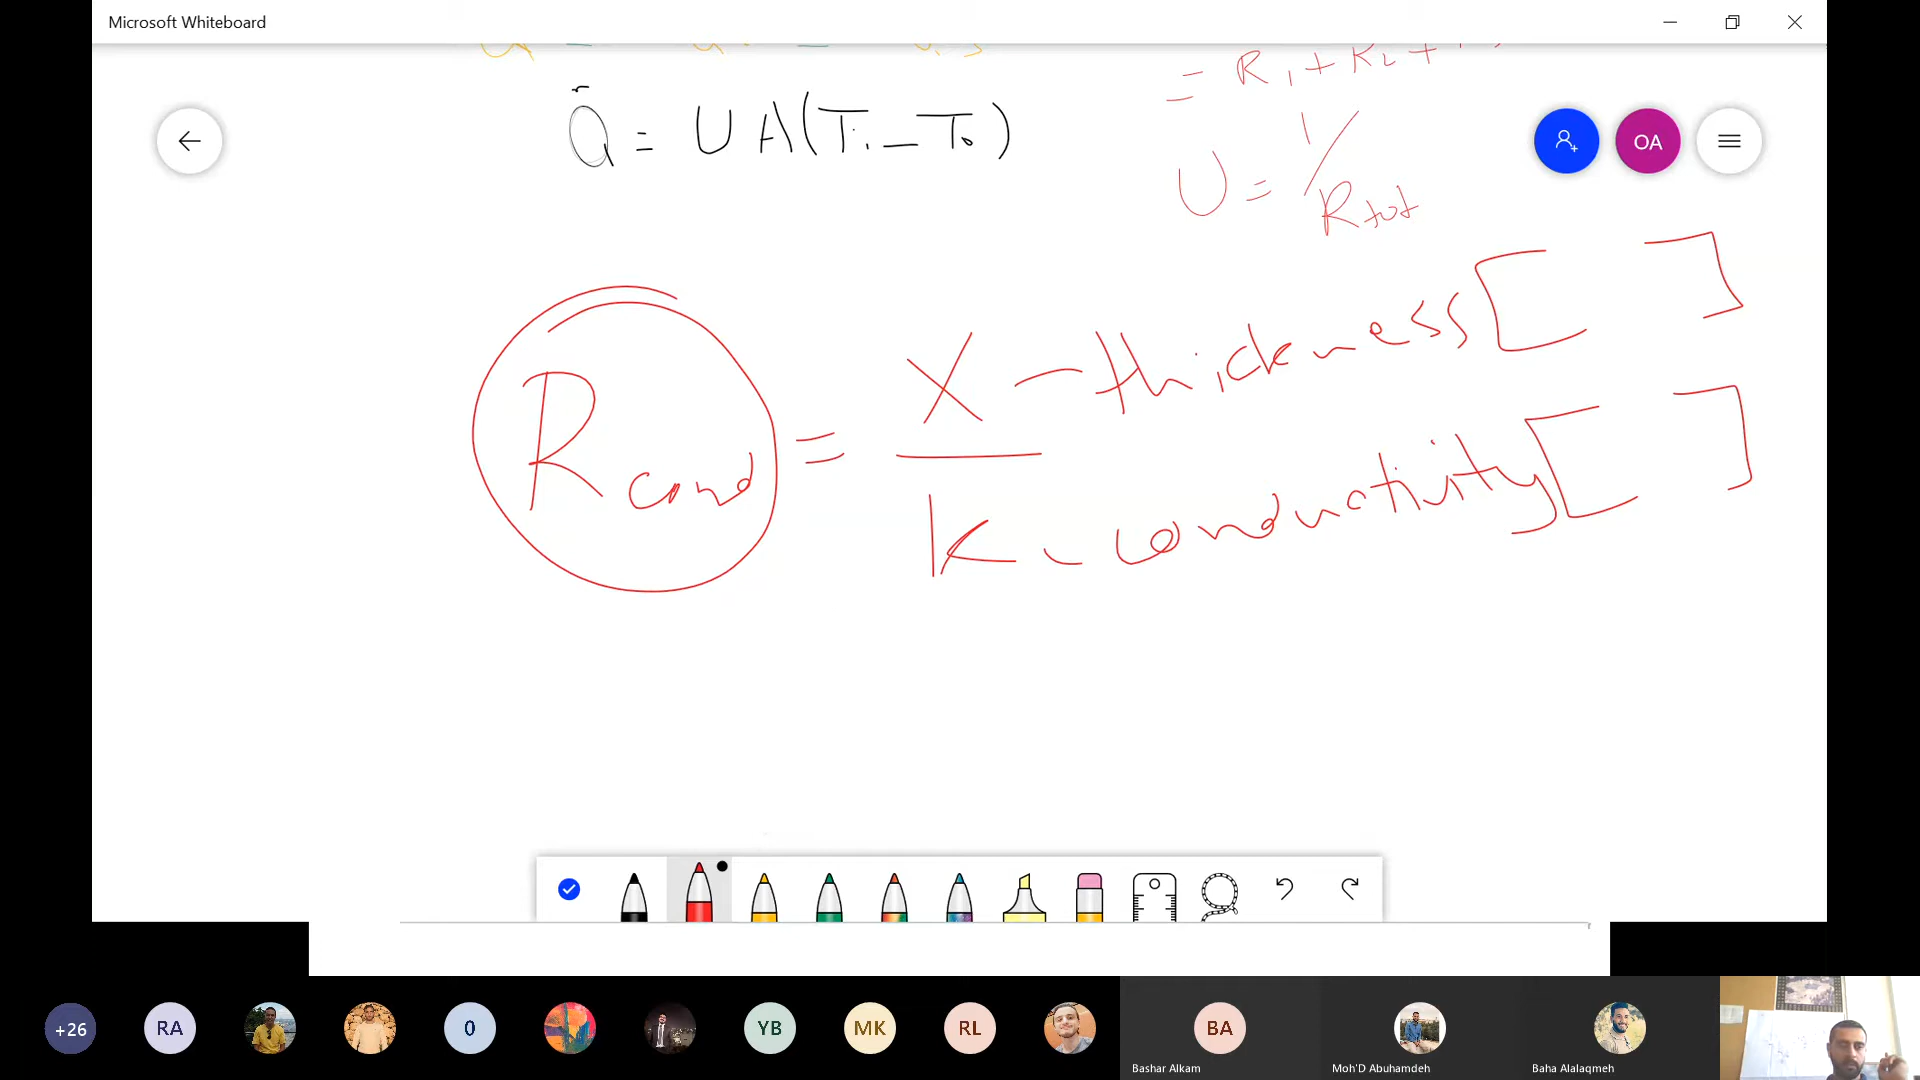 Microsoft Whiteboard
= R1 + R2 +
Q̇ = U A (Ti - To)
U = 1 / Rtot
OA
Rcond = X - thickness [ ]
k - conductivity [ ]
+26
RA
0
YB
MK
RL
BA
Bashar Alkam
Moh'D Abuhamdeh
Baha Alalaqmeh